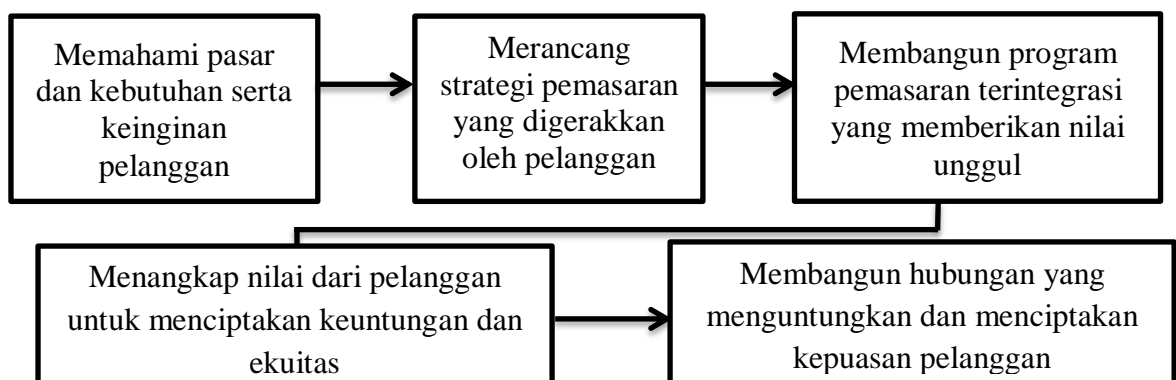 Memahami pasar
dan kebutuhan serta
keinginan
pelanggan
Merancang
strategi pemasaran
yang digerakkan
oleh pelanggan
Membangun program
pemasaran terintegrasi
yang memberikan nilai
unggul
Menangkap nilai dari pelanggan
untuk menciptakan keuntungan dan
ekuitas
Membangun hubungan yang
menguntungkan dan menciptakan
kepuasan pelanggan